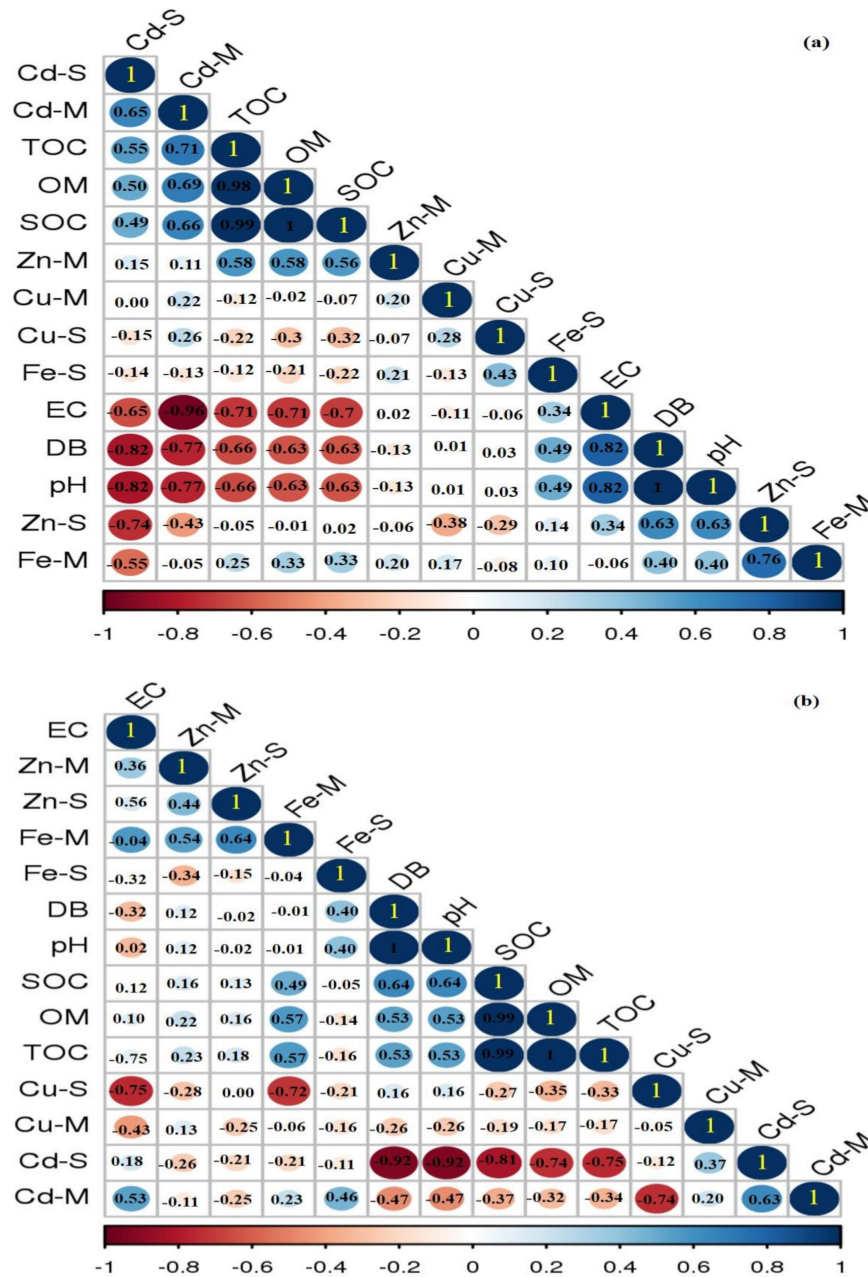 (a)
Cd-S
Cd-S 1 Cd-M
Cd-M 0.65 1 TOC
TOC 0.55 0.71 1 OM
OM 0.50 0.69 0.98 1 SOC
SOC 0.49 0.66 0.99 1 1 Zn-M
Zn-M 0.15 0.11 0.58 0.58 0.56 1 Cu-M
Cu-M 0.00 0.22 -0.12 -0.02 -0.07 0.20 1 Cu-S
Cu-S -0.15 0.26 -0.22 -0.3 -0.32 -0.07 0.28 1 Fe-S
Fe-S -0.14 -0.13 -0.12 -0.21 -0.22 0.21 -0.13 0.43 1 EC
EC -0.65 -0.96 -0.71 -0.71 -0.7 0.02 -0.11 -0.06 0.34 1 DB
DB -0.82 -0.77 -0.66 -0.63 -0.63 -0.13 0.01 0.03 0.49 0.82 1 pH
pH -0.82 -0.77 -0.66 -0.63 -0.63 -0.13 0.01 0.03 0.49 0.82 1 1 Zn-S
Zn-S -0.74 -0.43 -0.05 -0.01 0.02 -0.06 -0.38 -0.29 0.14 0.34 0.63 0.63 1 Fe-M
Fe-M -0.55 -0.05 0.25 0.33 0.33 0.20 0.17 -0.08 0.10 -0.06 0.40 0.40 0.76 1
-1 -0.8 -0.6 -0.4 -0.2 0 0.2 0.4 0.6 0.8 1
(b)
EC
EC 1 Zn-M
Zn-M 0.36 1 Zn-S
Zn-S 0.56 0.44 1 Fe-M
Fe-M -0.04 0.54 0.64 1 Fe-S
Fe-S -0.32 -0.34 -0.15 -0.04 1 DB
DB -0.32 0.12 -0.02 -0.01 0.40 1 pH
pH 0.02 0.12 -0.02 -0.01 0.40 1 1 SOC
SOC 0.12 0.16 0.13 0.49 -0.05 0.64 0.64 1 OM
OM 0.10 0.22 0.16 0.57 -0.14 0.53 0.53 0.99 1 TOC
TOC -0.75 0.23 0.18 0.57 -0.16 0.53 0.53 0.99 1 1 Cu-S
Cu-S -0.75 -0.28 0.00 -0.72 -0.21 0.16 0.16 -0.27 -0.35 -0.33 1 Cu-M
Cu-M -0.43 0.13 -0.25 -0.06 -0.16 -0.26 -0.26 -0.19 -0.17 -0.17 -0.05 1 Cd-S
Cd-S 0.18 -0.26 -0.21 -0.21 -0.11 -0.92 -0.92 -0.81 -0.74 -0.75 -0.12 0.37 1 Cd-M
Cd-M 0.53 -0.11 -0.25 0.23 0.46 -0.47 -0.47 -0.37 -0.32 -0.34 -0.74 0.20 0.63 1
-1 -0.8 -0.6 -0.4 -0.2 0 0.2 0.4 0.6 0.8 1